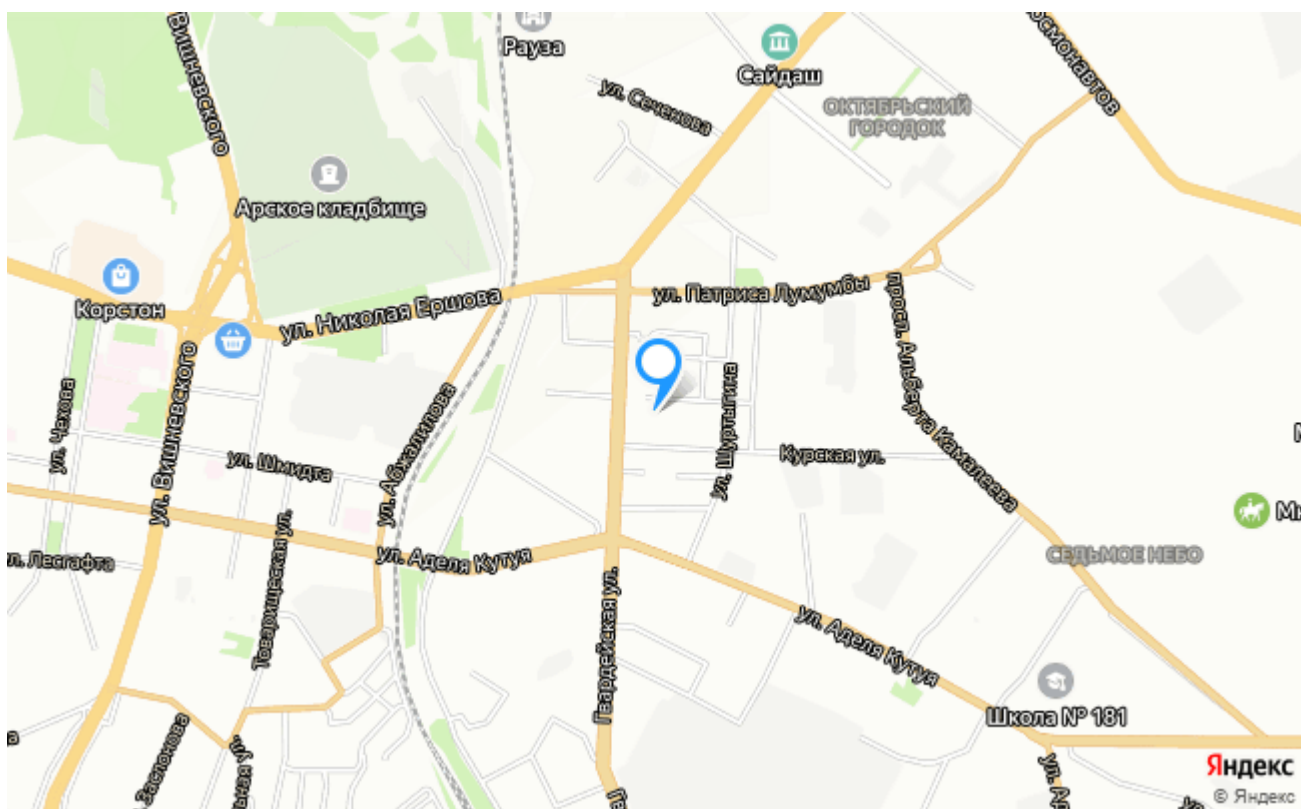 Вишневского
Рауза
Сайдаш
ул. Сеченова
ОКТЯБРЬСКИЙ
ГОРОДОК
Арское кладбище
Корстон
ул. Николая Ершова
ул. Патриса Лумумбы
просп. Альберта Камалеева
ул. Чехова
ул. Вишневского
ул. Шмидта
ул. Абжалилова
ул. Шуртыгина
Курская ул.
ул. Аделя Кутуя
Товарищеская ул.
СЕДЬМОЕ НЕБО
Гвардейская ул.
ул. Аделя Кутуя
Школа № 181
Заслонова
Яндекс
© Яндекс